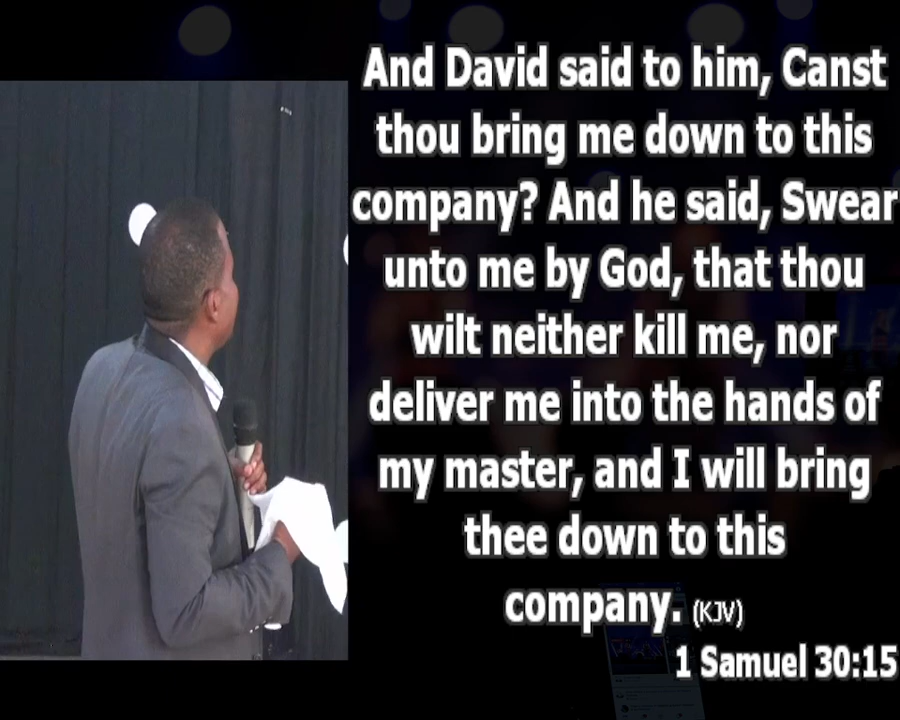 And David said to him, Canst
thou bring me down to this
company? And he said, Swear
unto me by God, that thou
wilt neither kill me, nor
deliver me into the hands of
my master, and I will bring
thee down to this
company. (KJV)
1 Samuel 30:15